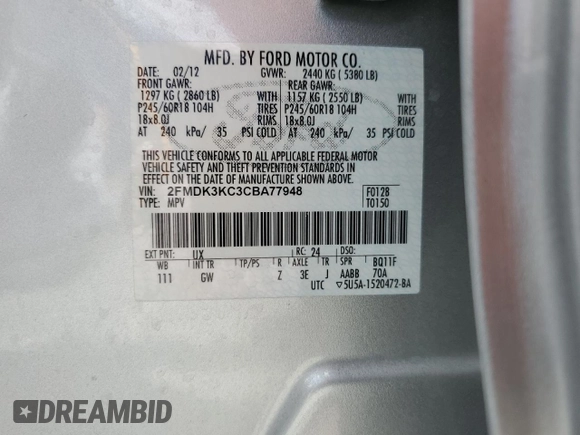 MFD. BY FORD MOTOR CO.
DATE: 02/12 GVWR: 2440 KG ( 5380 LB)
FRONT GAWR: REAR GAWR:
1297 KG ( 2860 LB) WITH 1157 KG ( 2550 LB) WITH
P245/60R18 104H TIRES P245/60R18 104H TIRES
18x8.0J RIMS 18x8.0J RIMS
AT 240 kPa/ 35 PSI COLD AT 240 kPa/ 35 PSI COLD
THIS VEHICLE CONFORMS TO ALL APPLICABLE FEDERAL MOTOR
VEHICLE SAFETY AND THEFT PREVENTION STANDARDS IN
EFFECT ON THE DATE OF MANUFACTURE SHOWN ABOVE.
VIN: 2FMDK3KC3CBA77948 F012B
TYPE: MPV T0150
EXT PNT: UX RC: 24 DSO:
WB INT TR TP/PS R AXLE TR SPR BQ11F
111 GW Z 3E J AABB 70A
UTC 5U5A-1520472-BA
DREAMBID